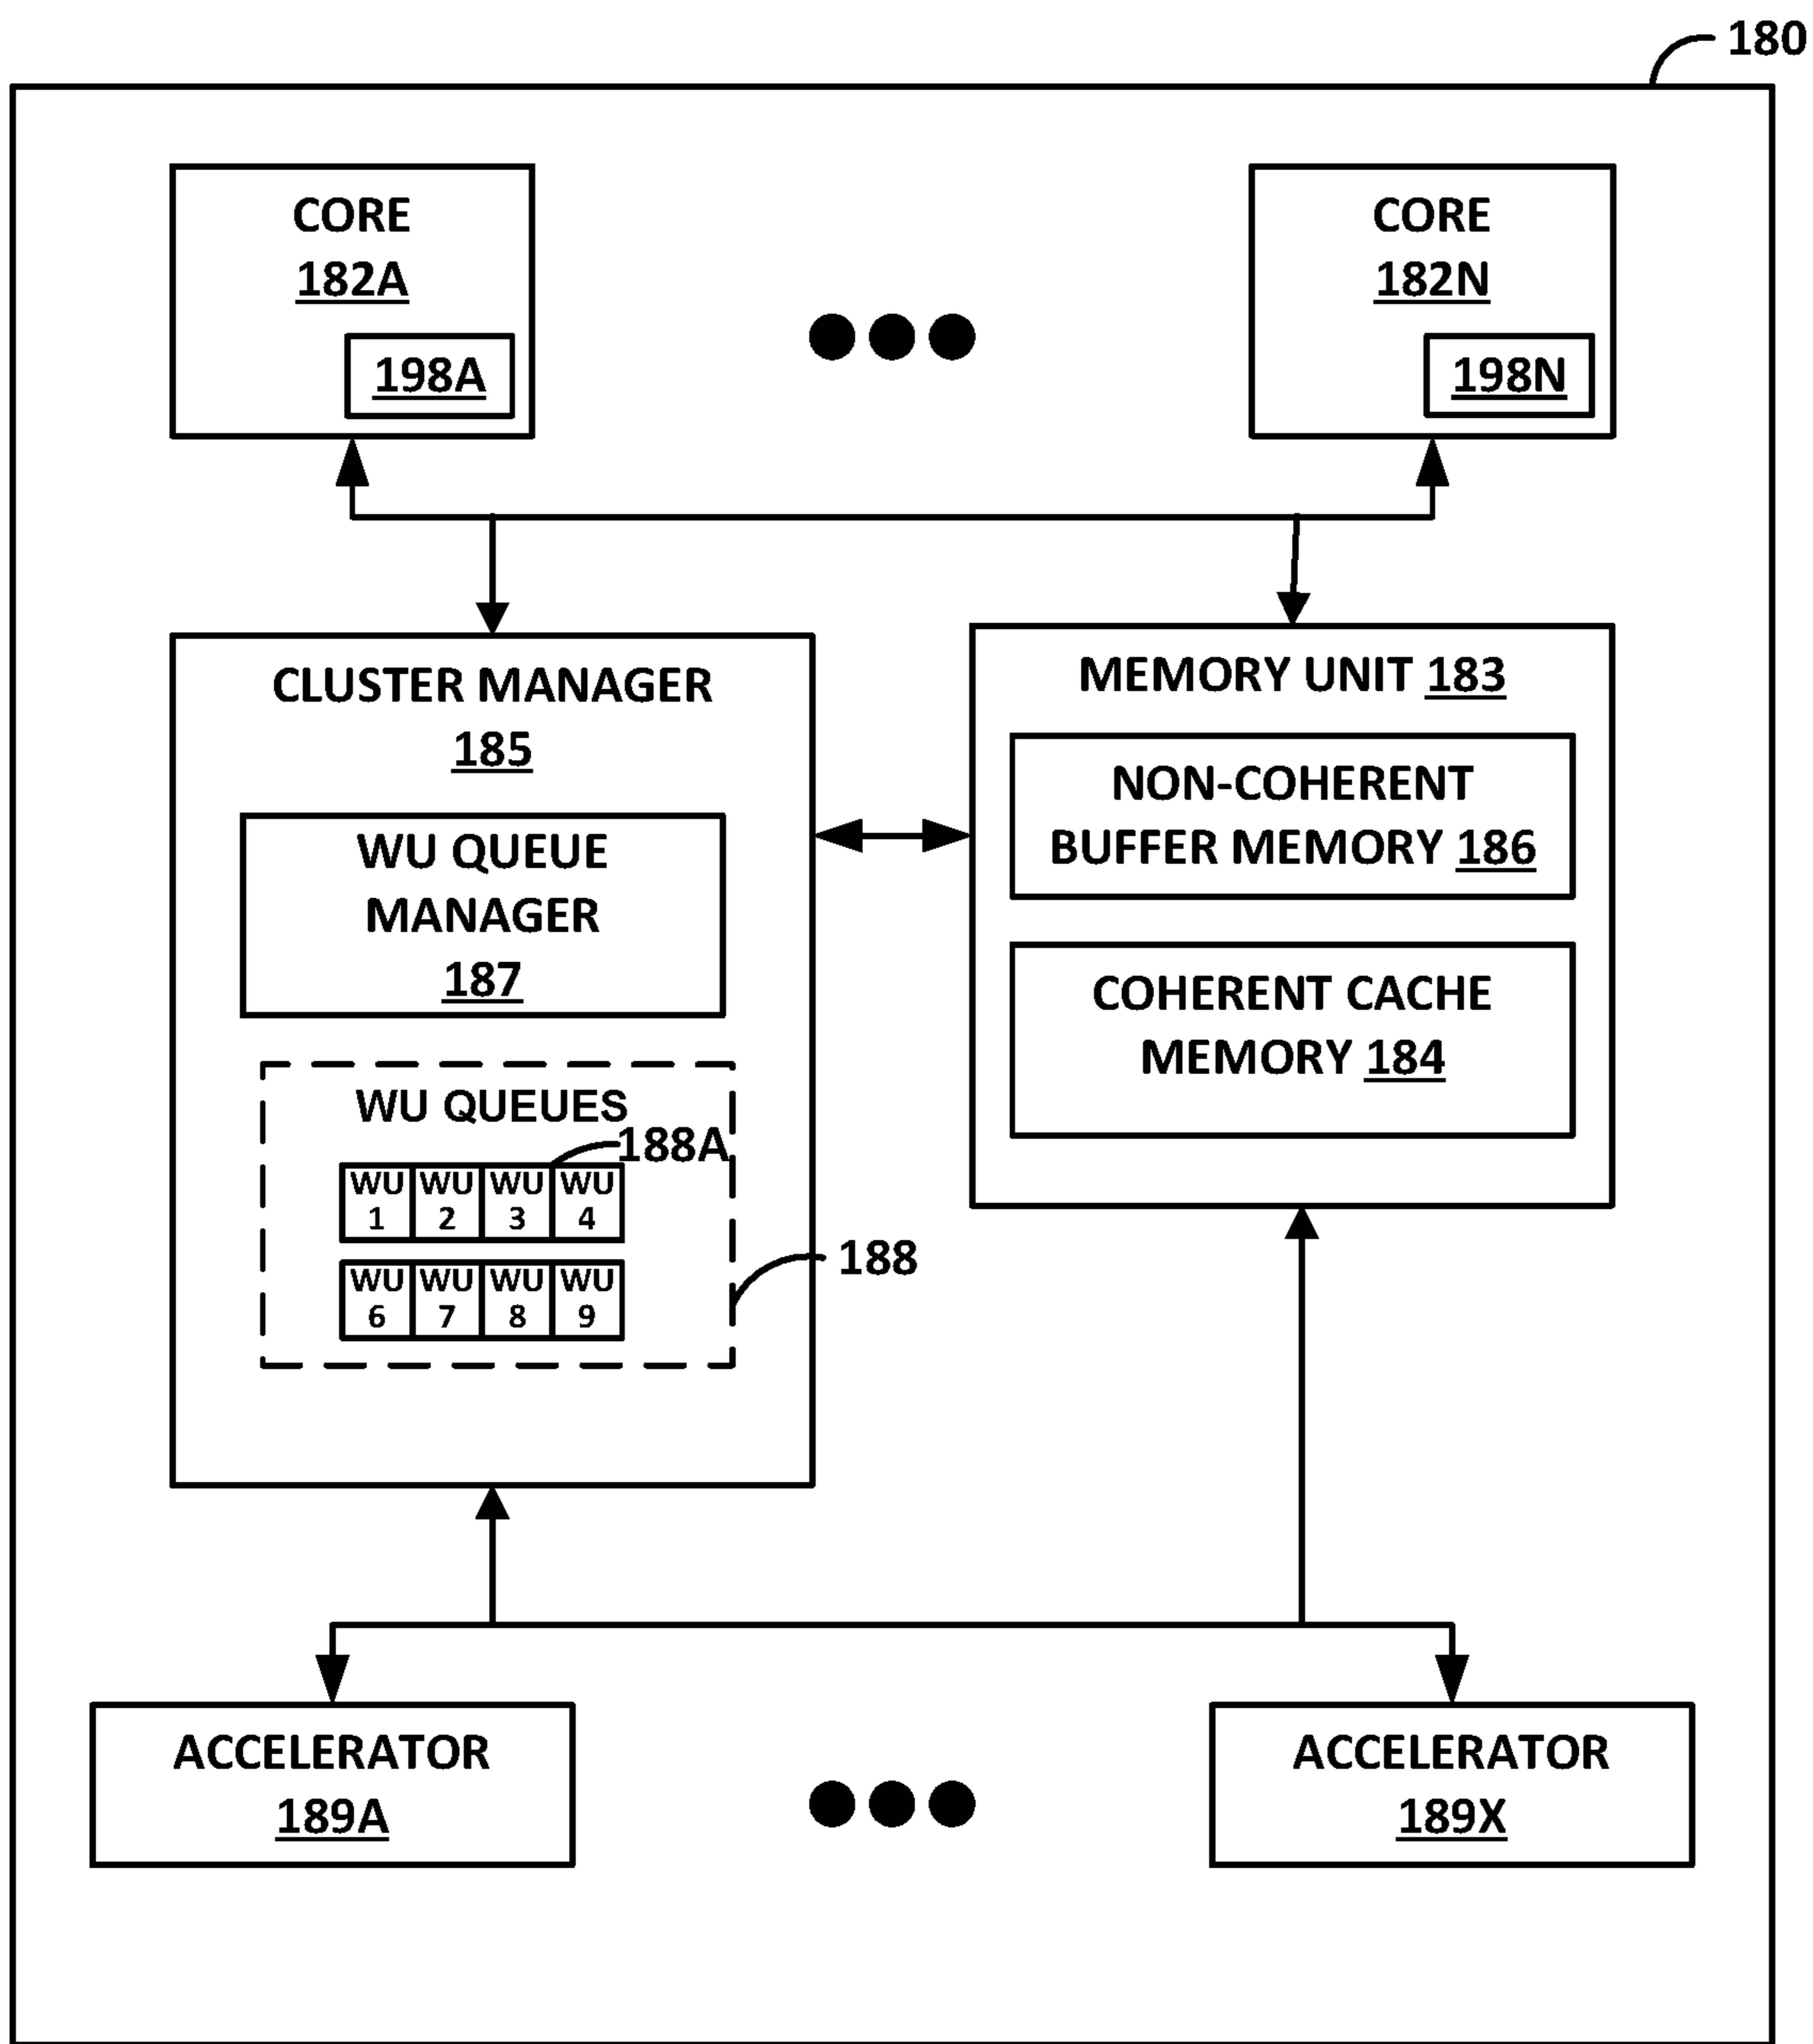 180
CORE
182A
198A
CORE
182N
198N
CLUSTER MANAGER
185
WU QUEUE
MANAGER
187
WU QUEUES
188A
WU WU WU WU
1 2 3 4
WU WU WU WU
6 7 8 9
188
MEMORY UNIT 183
NON-COHERENT
BUFFER MEMORY 186
COHERENT CACHE
MEMORY 184
ACCELERATOR
189A
ACCELERATOR
189X